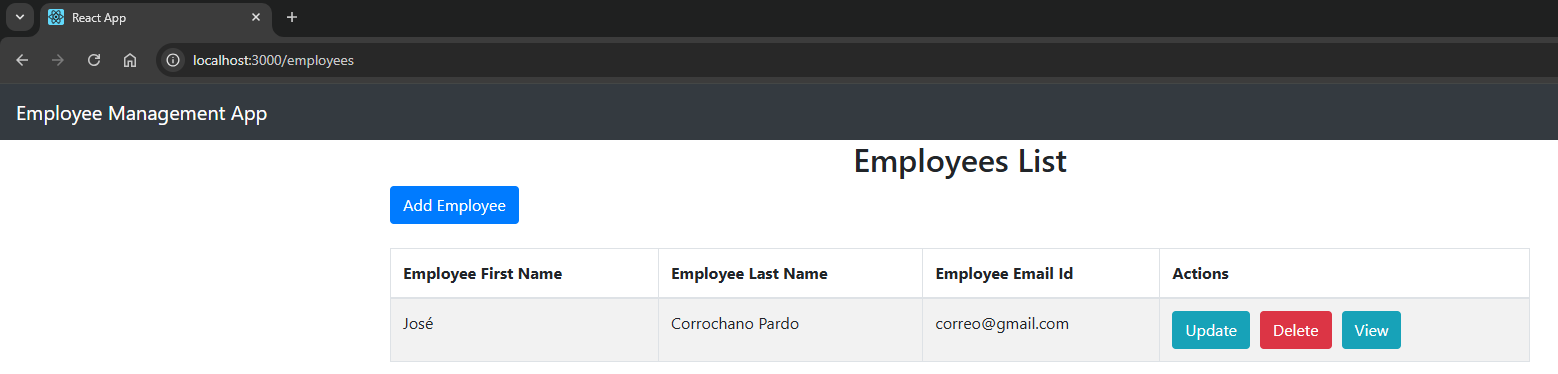 React App
localhost:3000/employees
Employee Management App
Employees List
Add Employee
Employee First Name Employee Last Name Employee Email Id Actions
José Corrochano Pardo correo@gmail.com Update Delete View